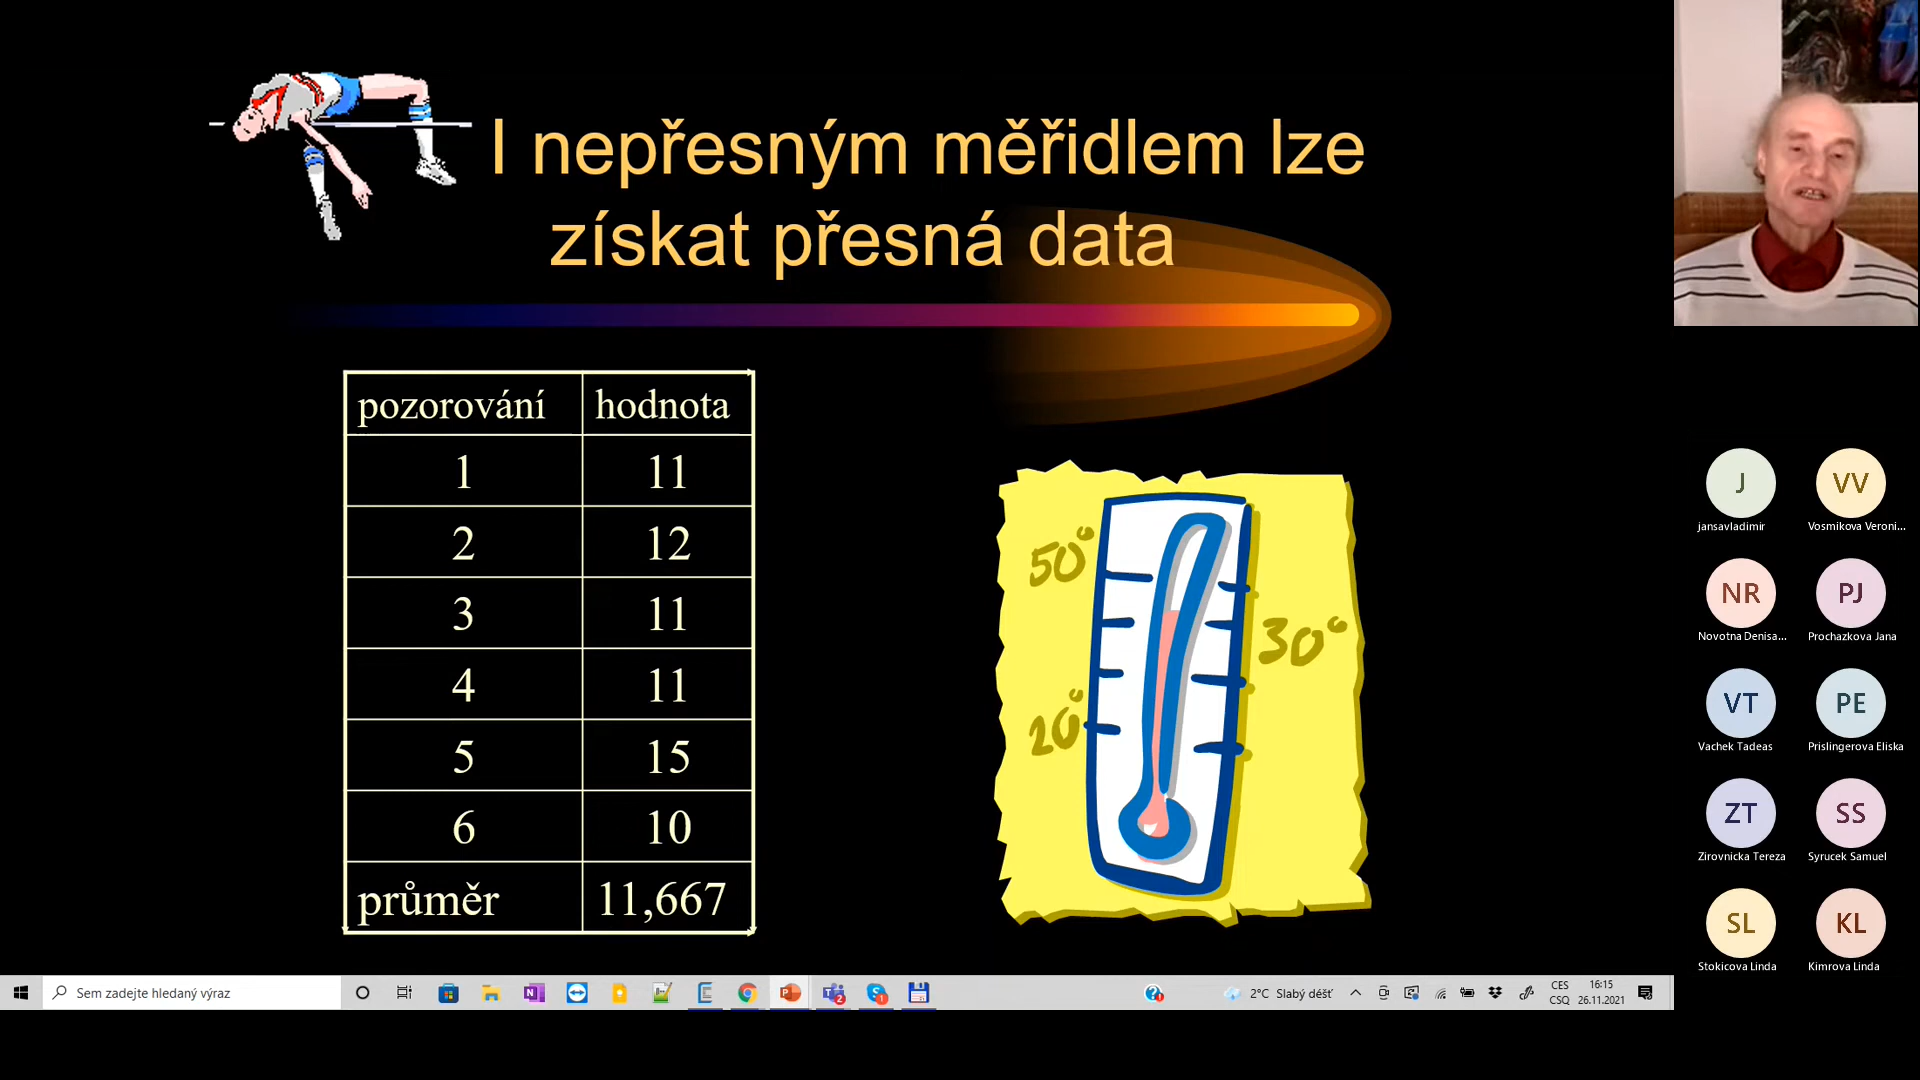 I nepřesným měřidlem lze
získat přesná data
pozorování hodnota
1 11
2 12
3 11
4 11
5 15
6 10
průměr 11,667
50°
30°
20°
J VV
jansavladimir Vosmikova Veroni...
NR PJ
Novotna Denisa... Prochazkova Jana
VT PE
Vachek Tadeas Prislingerova Eliska
ZT SS
Zirovnicka Tereza Syrucek Samuel
SL KL
Stokicova Linda Kimrova Linda
Sem zadejte hledaný výraz
2°C Slabý déšť
CES
CSQ
16:15
26.11.2021